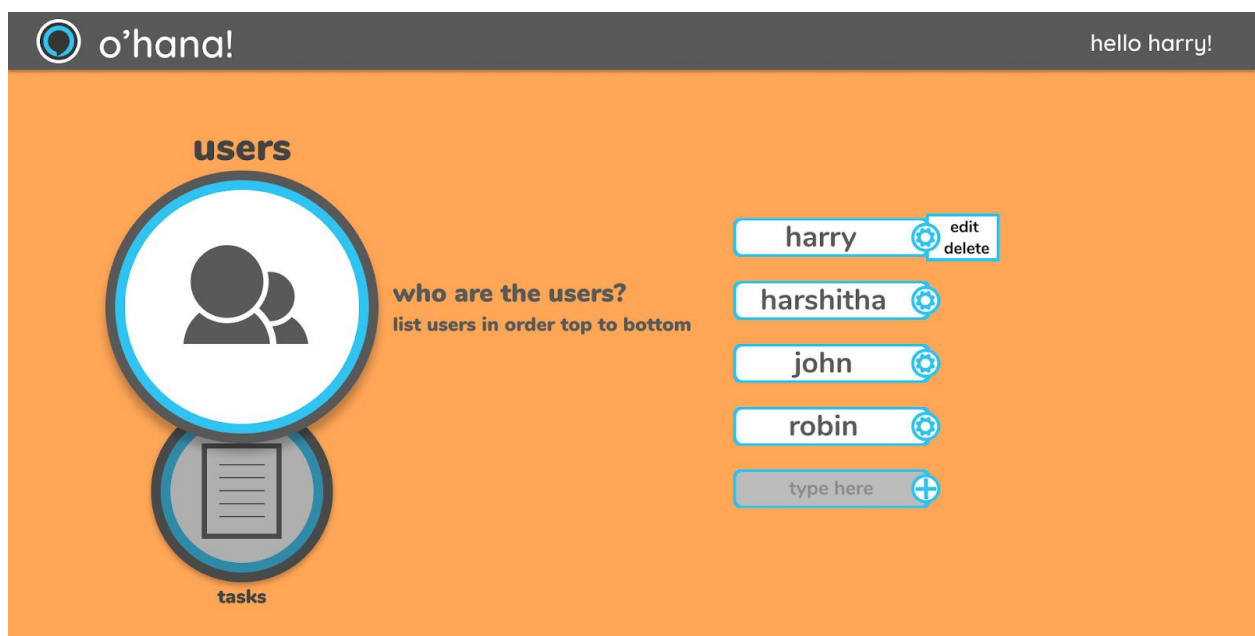 o’hana!
hello harry!
users
who are the users?
list users in order top to bottom
harry
edit
delete
harshitha
john
robin
type here
tasks